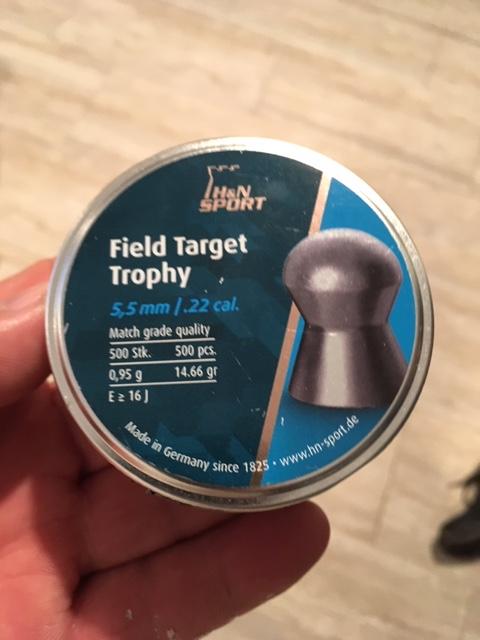 H&N
SPORT
Field Target
Trophy
5,5 mm / .22 cal.
Match grade quality
500 Stk. 500 pcs.
0,95 g 14.66 gr
E ≥ 16 J
Made in Germany since 1825 • www.hn-sport.de